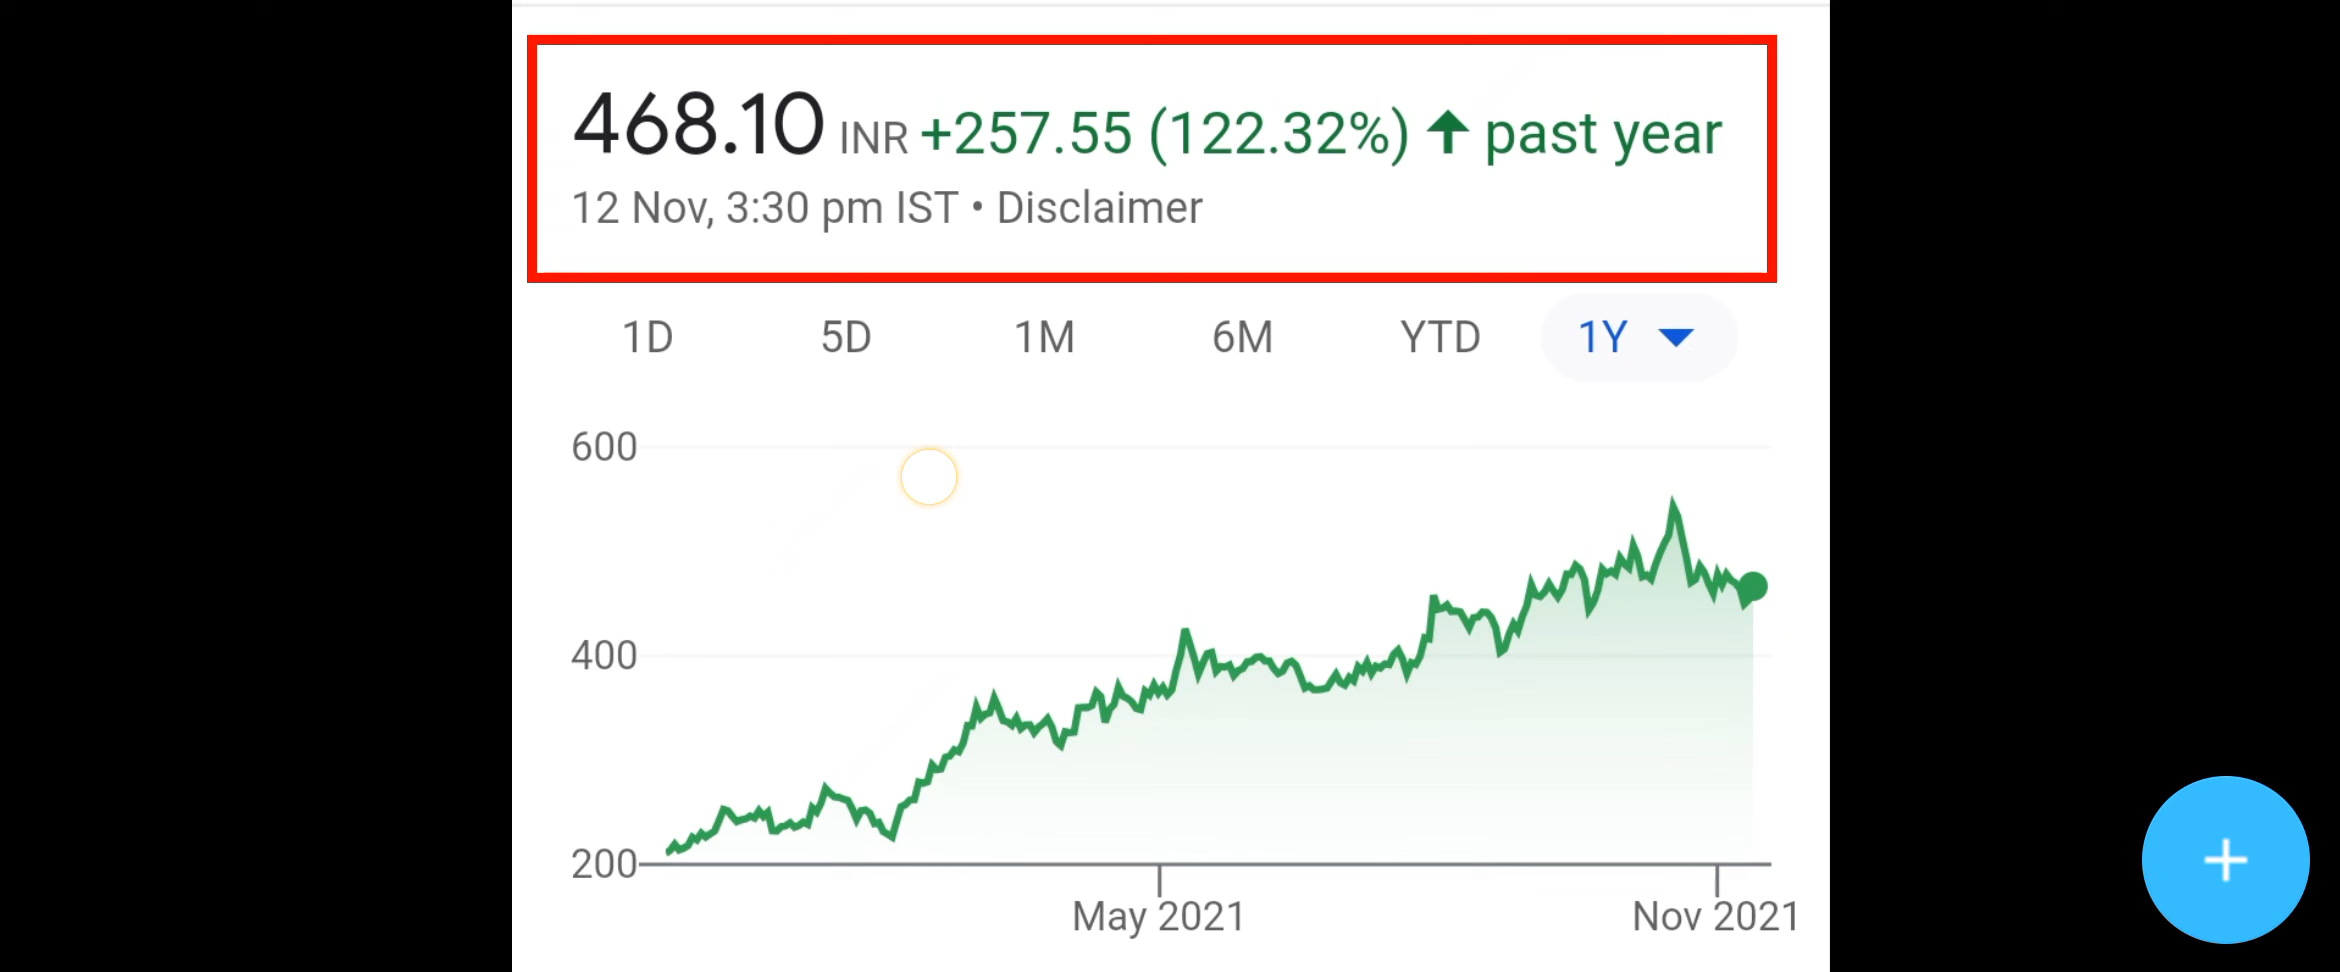 468.10 INR +257.55 (122.32%) ↑ past year
12 Nov, 3:30 pm IST • Disclaimer
1D 5D 1M 6M YTD 1Y
600
400
200
May 2021 Nov 2021